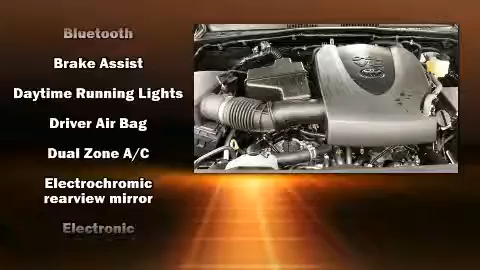 Bluetooth
Brake Assist
Daytime Running Lights
Driver Air Bag
Dual Zone A/C
Electrochromic
rearview mirror
Electronic